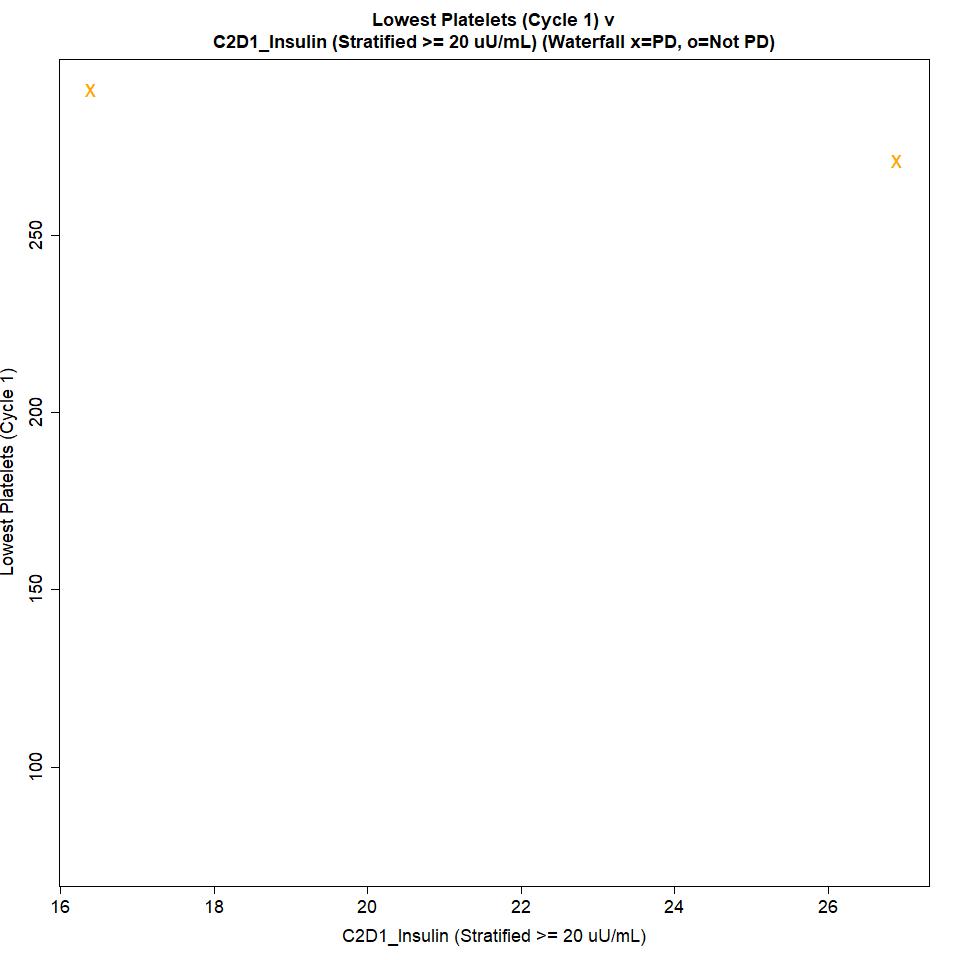 Lowest Platelets (Cycle 1) v
C2D1_Insulin (Stratified >= 20 uU/mL) (Waterfall x=PD, o=Not PD)
X
X
250
200
150
100
Lowest Platelets (Cycle 1)
16 18 20 22 24 26
C2D1_Insulin (Stratified >= 20 uU/mL)